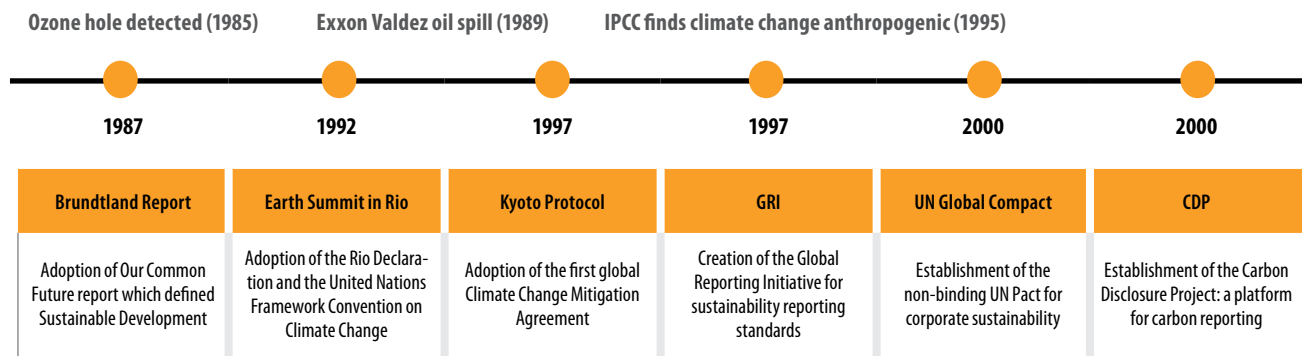 Ozone hole detected (1985)
Exxon Valdez oil spill (1989)
IPCC finds climate change anthropogenic (1995)
1987
1992
1997
1997
2000
2000
Brundtland Report
Earth Summit in Rio
Kyoto Protocol
GRI
UN Global Compact
CDP
Adoption of Our Common
Future report which defined
Sustainable Development
Adoption of the Rio Declara-
tion and the United Nations
Framework Convention on
Climate Change
Adoption of the first global
Climate Change Mitigation
Agreement
Creation of the Global
Reporting Initiative for
sustainability reporting
standards
Establishment of the
non-binding UN Pact for
corporate sustainability
Establishment of the Carbon
Disclosure Project: a platform
for carbon reporting